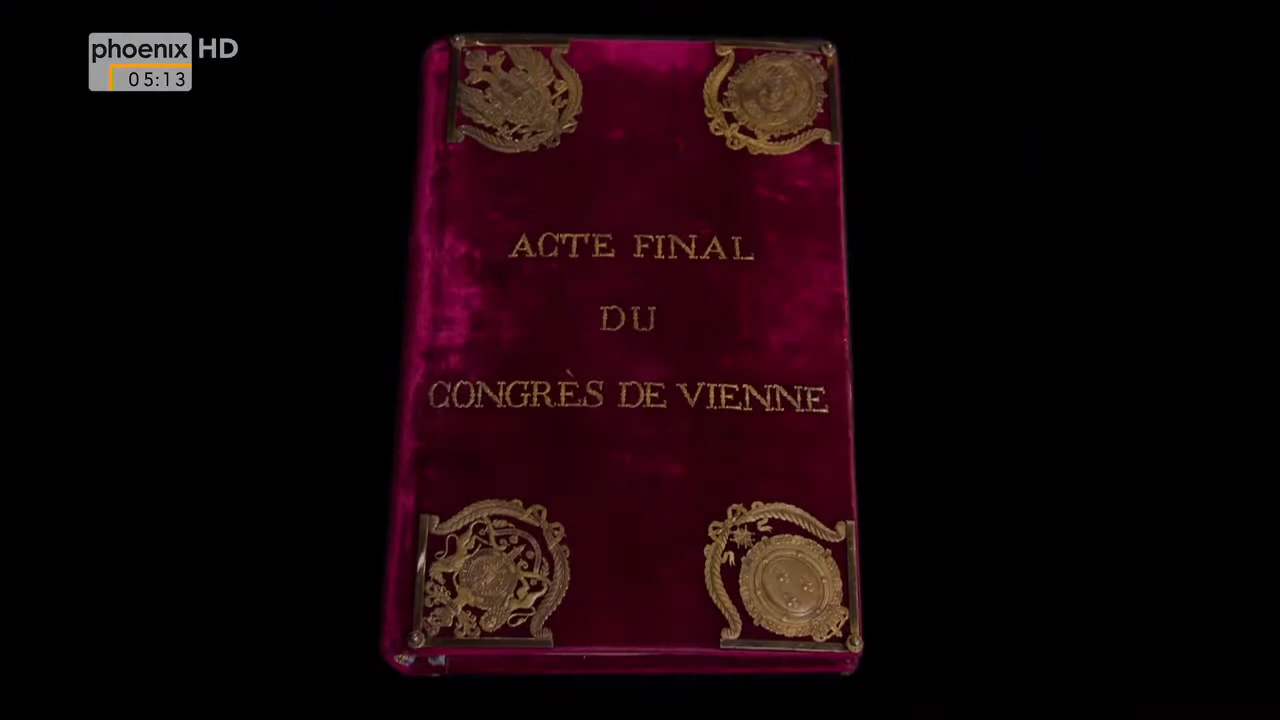 phoenix HD
05:13
ACTE FINAL
DU
CONGRÈS DE VIENNE